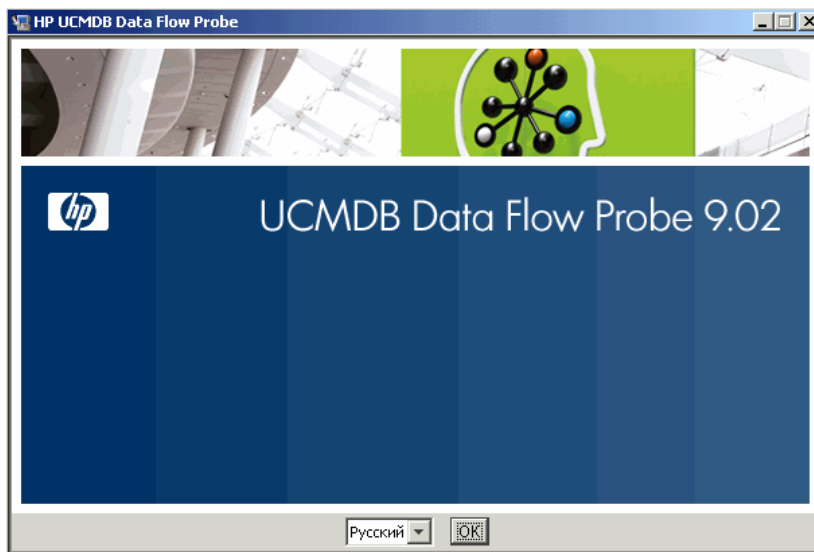 HP UCMDB Data Flow Probe
hp
UCMDB Data Flow Probe 9.02
Русский
OK